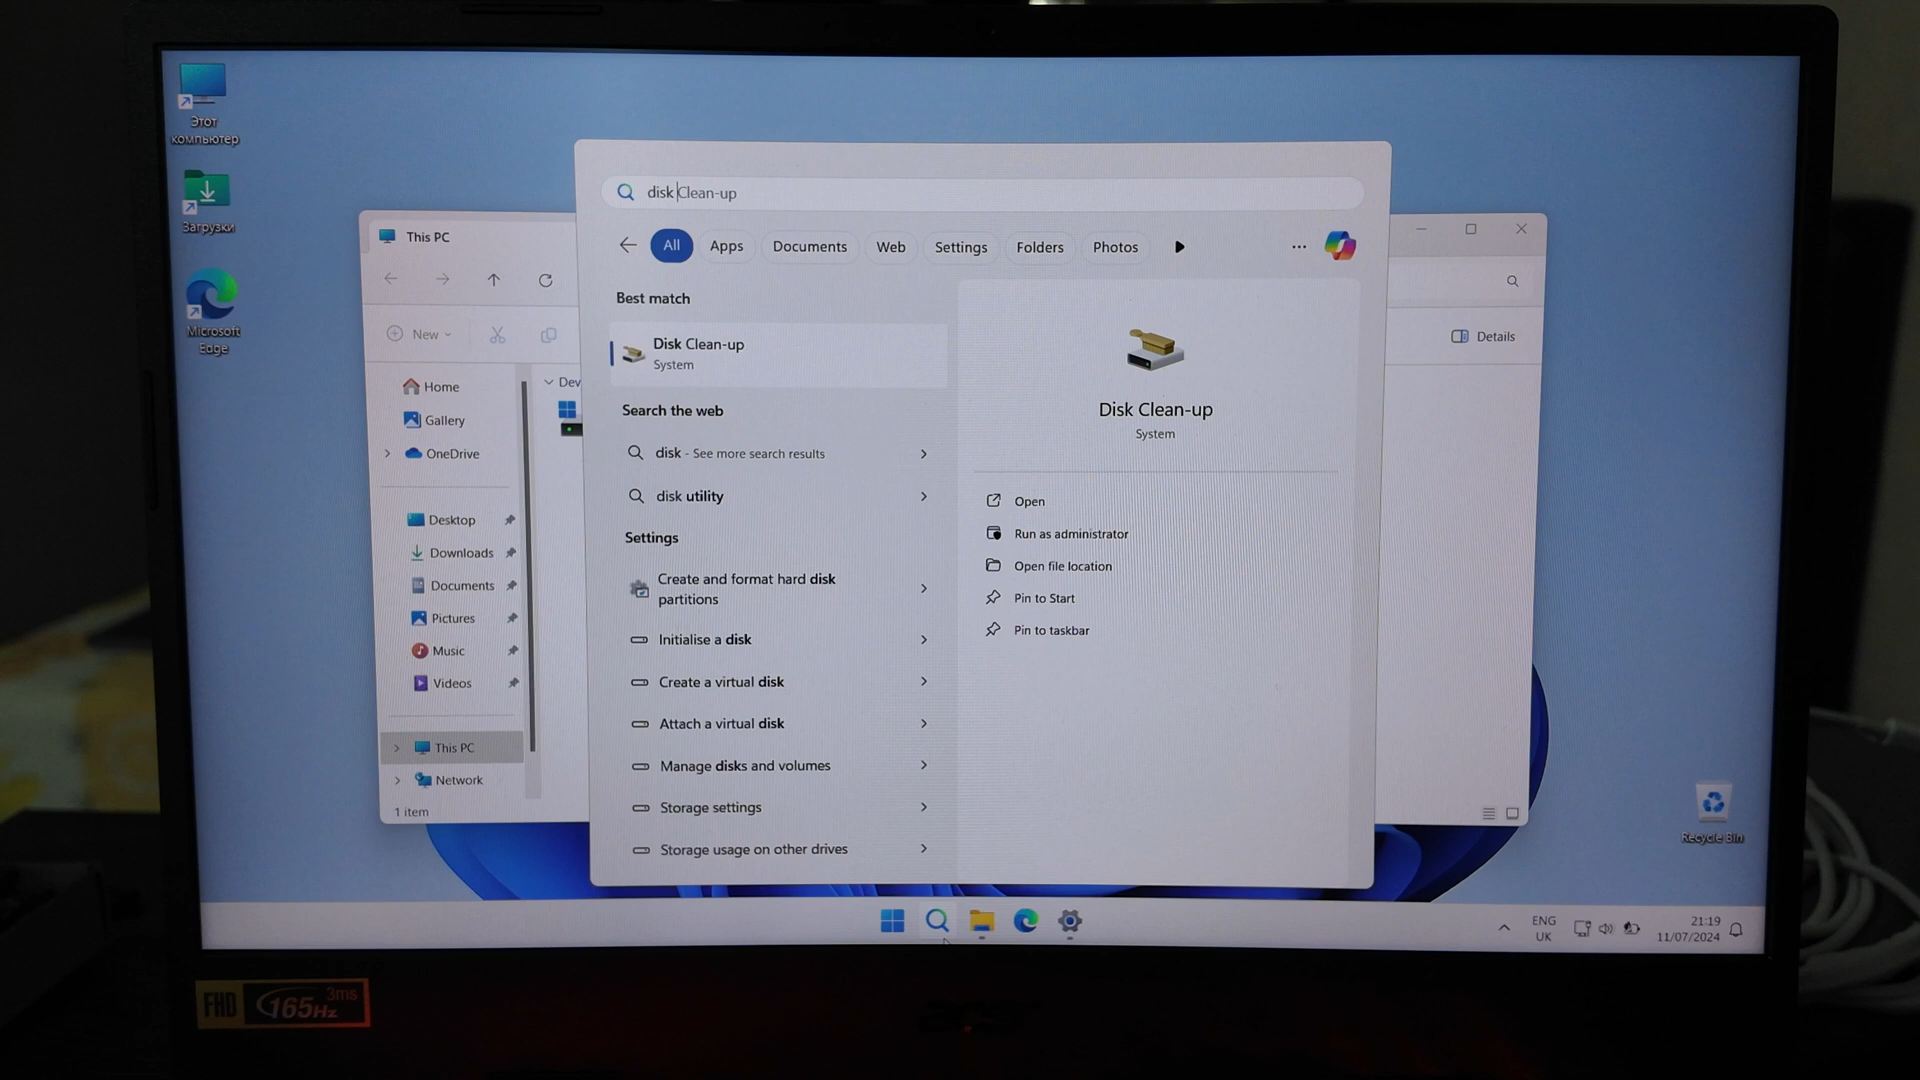 Этот
компьютер
Загрузки
Microsoft
Edge
This PC
New
Home
Gallery
OneDrive
Desktop
Downloads
Documents
Pictures
Music
Videos
This PC
Network
1 item
Dev
disk Clean-up
All
Apps
Documents
Web
Settings
Folders
Photos
Best match
Disk Clean-up
System
Search the web
disk - See more search results
disk utility
Settings
Create and format hard disk
partitions
Initialise a disk
Create a virtual disk
Attach a virtual disk
Manage disks and volumes
Storage settings
Storage usage on other drives
Disk Clean-up
System
Open
Run as administrator
Open file location
Pin to Start
Pin to taskbar
Details
Recycle Bin
ENG
UK
21:19
11/07/2024
FHD 165Hz 3ms